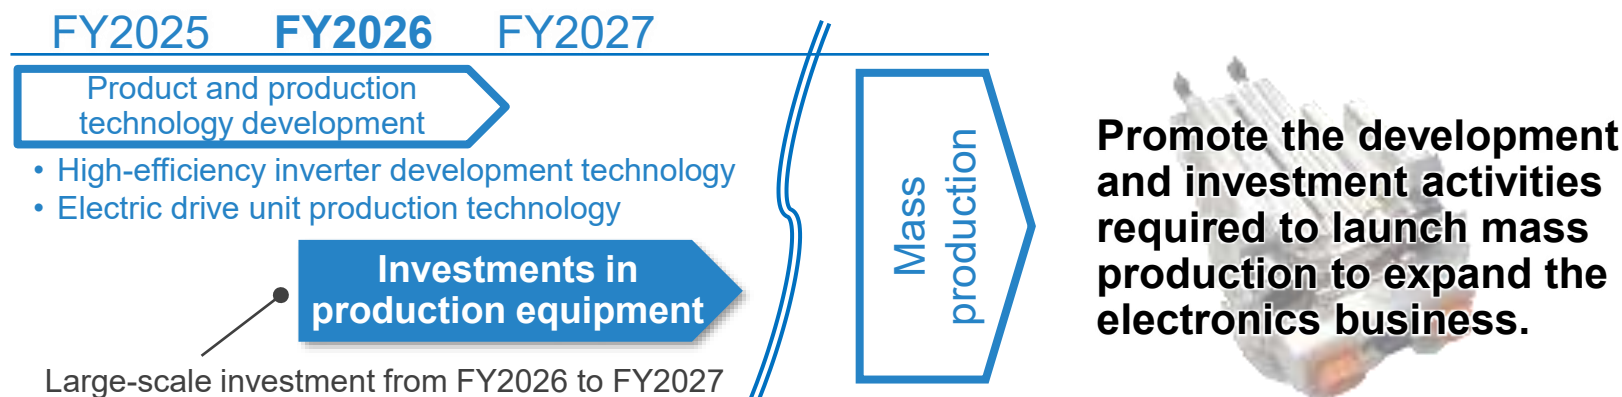 FY2025 FY2026 FY2027
Product and production
technology development
• High-efficiency inverter development technology
• Electric drive unit production technology
Investments in
production equipment
Large-scale investment from FY2026 to FY2027
Mass
production
Promote the development
and investment activities
required to launch mass
production to expand the
electronics business.